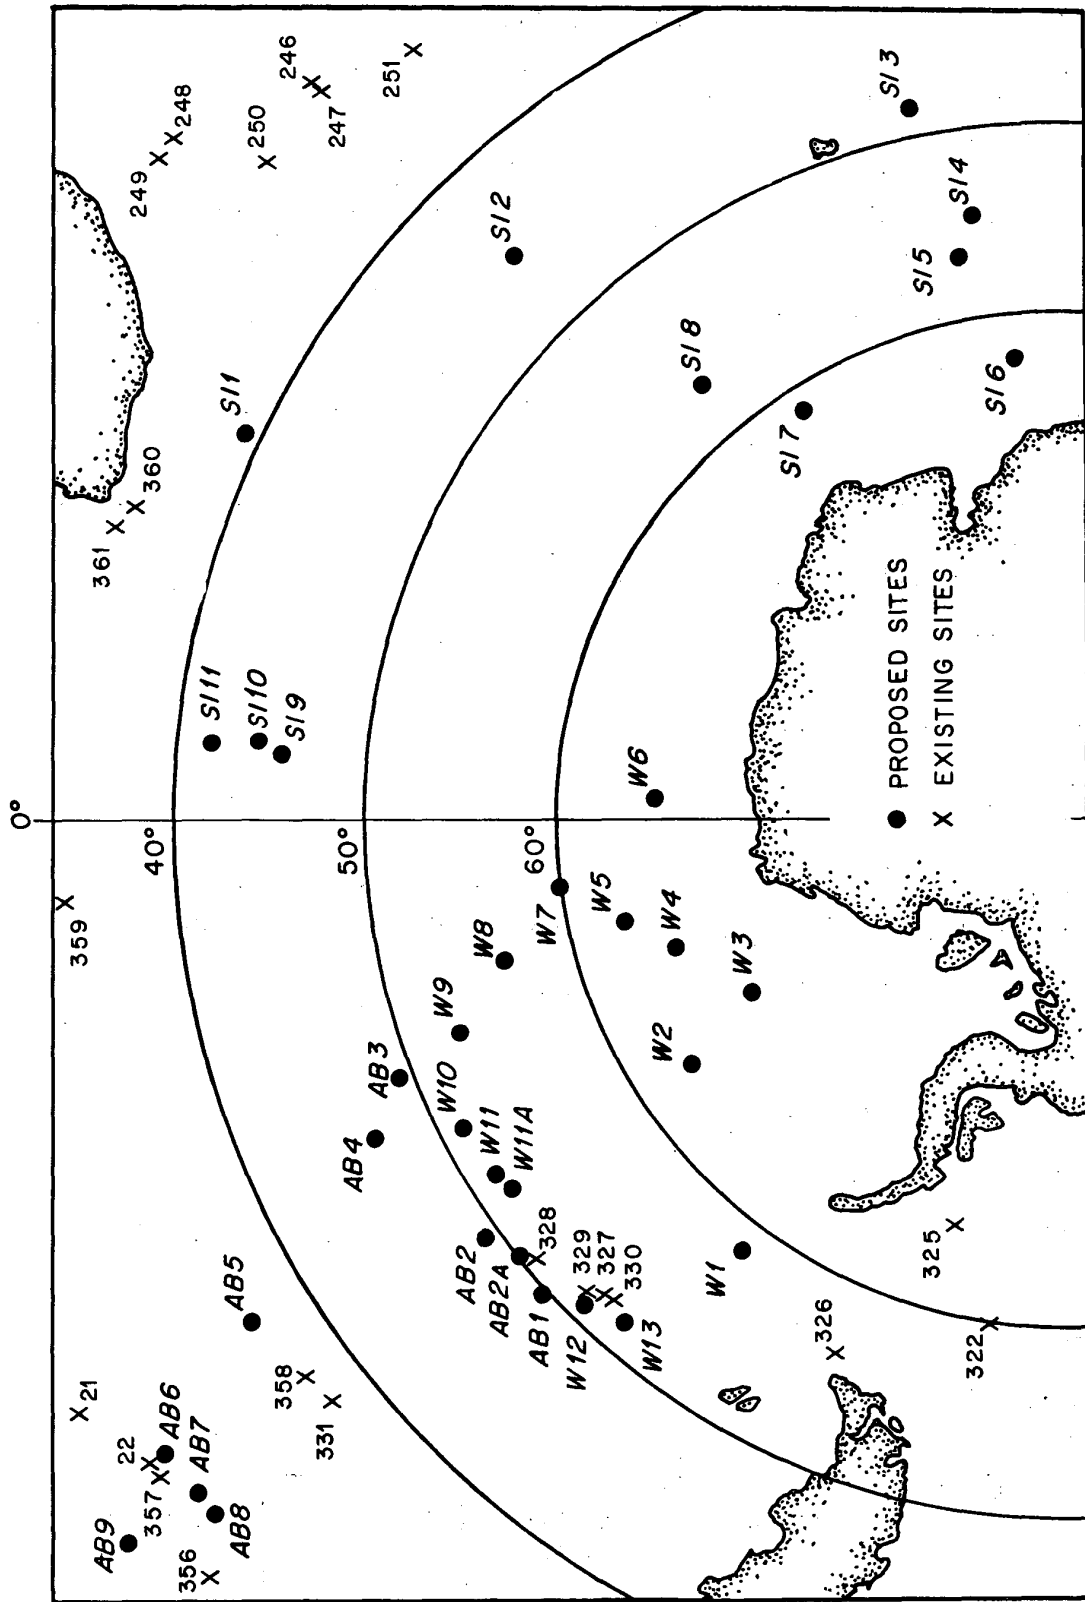 0°
40°
50°
60°
246
247
248
249
250
251
SI3
SI2
SI4
SI5
SI8
SI1
SI6
SI7
360
361
SI11
SI10
SI9
W6
● PROPOSED SITES
X EXISTING SITES
359
W7
W5
W4
W3
W8
W9
W2
AB3
W10
AB4
W11
W11A
328
AB2
AB2A
329
327
330
W1
325
AB1
W12
W13
326
322
AB5
358
331
21
22
AB6
357
AB7
AB8
AB9
356